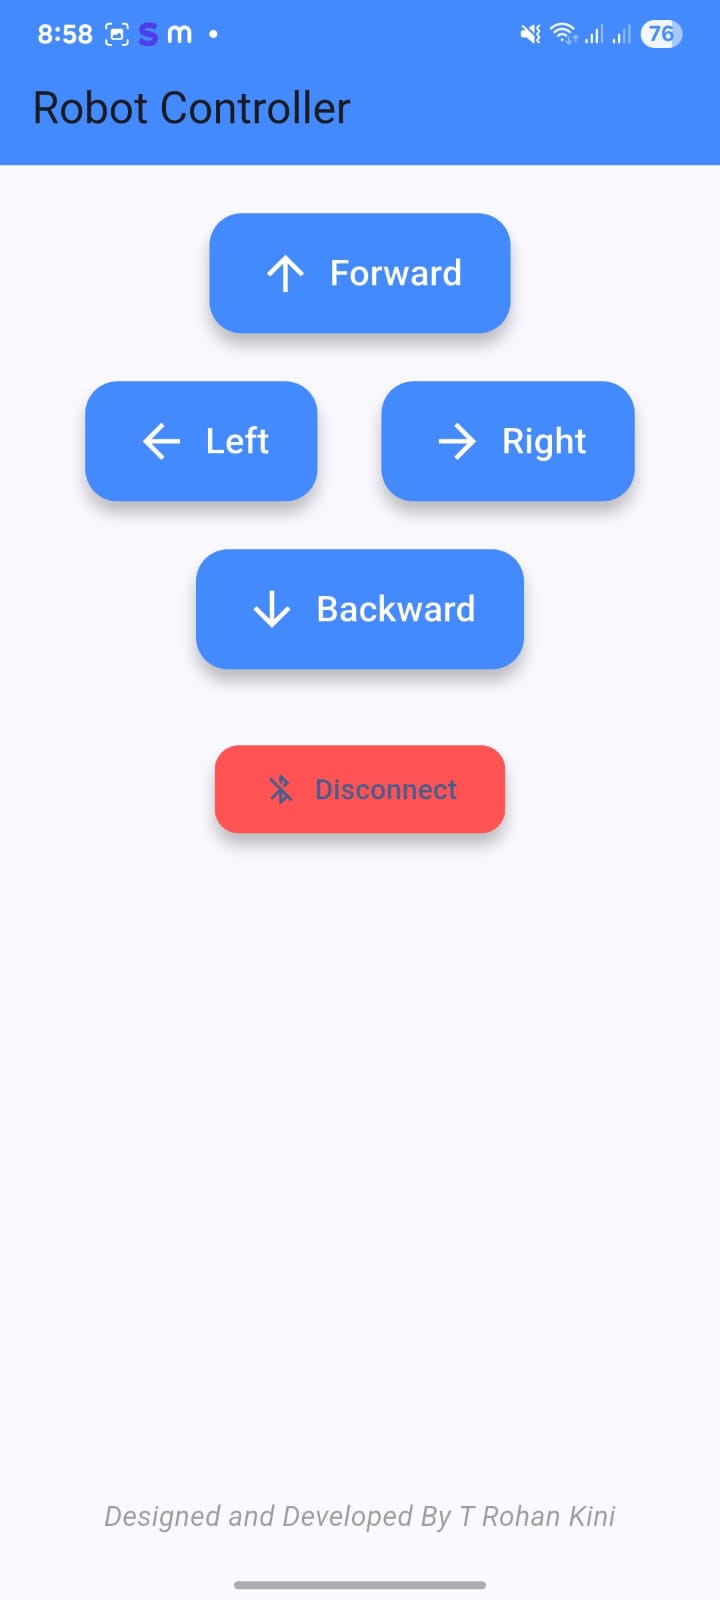 8:58 S m 76
Robot Controller
Forward
Left Right
Backward
Disconnect
Designed and Developed By T Rohan Kini